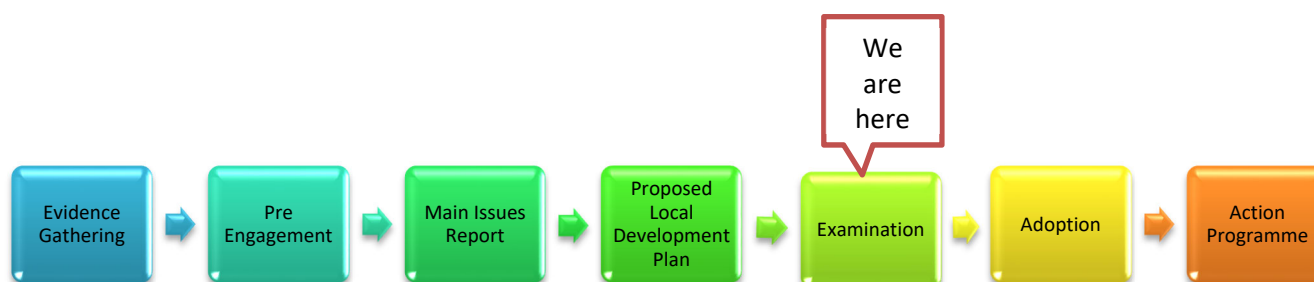 We
are
here
Evidence
Gathering
Pre
Engagement
Main Issues
Report
Proposed
Local
Development
Plan
Examination
Adoption
Action
Programme